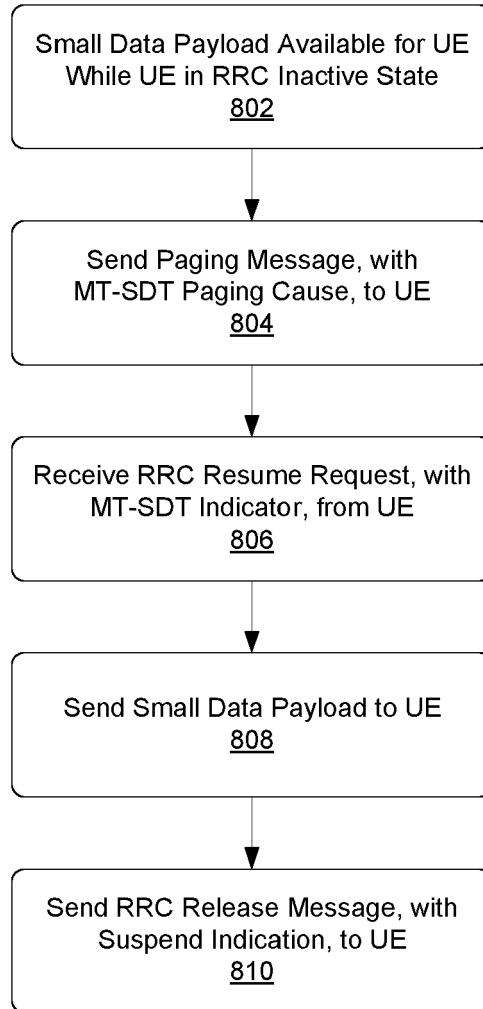 Small Data Payload Available for UE
While UE in RRC Inactive State
802
Send Paging Message, with
MT-SDT Paging Cause, to UE
804
Receive RRC Resume Request, with
MT-SDT Indicator, from UE
806
Send Small Data Payload to UE
808
Send RRC Release Message, with
Suspend Indication, to UE
810